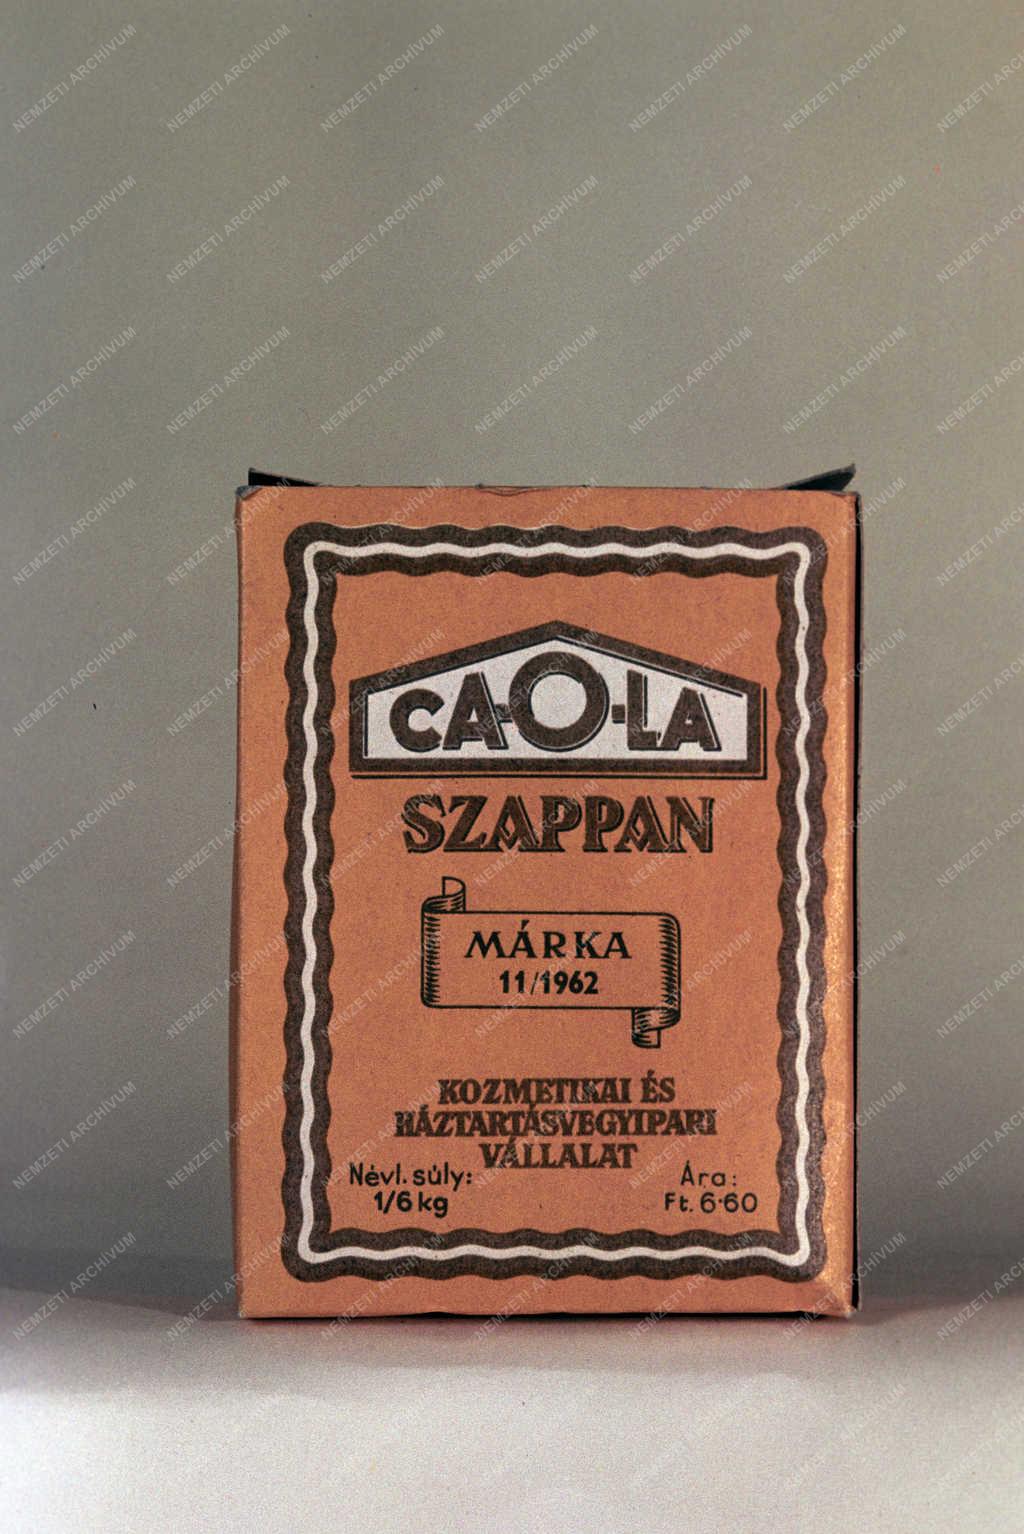 CA-O-LA
SZAPPAN
MÁRKA
11/1962
KOZMETIKAI ÉS
HÁZTARTÁSVEGYIPARI
VÁLLALAT
Névl. súly:
1/6 kg
Ára:
Ft. 6·60
NEMZETI ARCHÍVUM